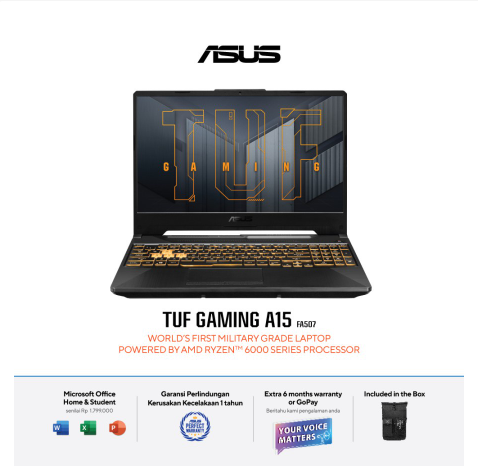 ASUS
TUF
GAMING
ASUS
TUF GAMING A15 FA507
WORLD'S FIRST MILITARY GRADE LAPTOP
POWERED BY AMD RYZEN™ 6000 SERIES PROCESSOR
Microsoft Office
Home & Student
senilai Rp. 1.799.000
W
X
P
Garansi Perlindungan
Kerusakan Kecelakaan 1 tahun
ASUS
PERFECT
WARRANTY
Extra 6 months warranty
or GoPay
Beritahu kami pengalaman anda
YOUR VOICE
MATTERS
Included in the Box